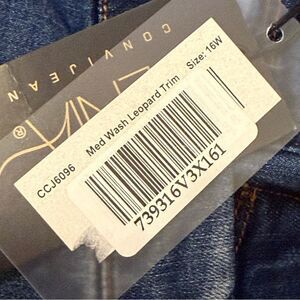 CONVIJEAN
®
CCJ6096 Med Wash Leopard Trim Size: 16W
739316V3X161